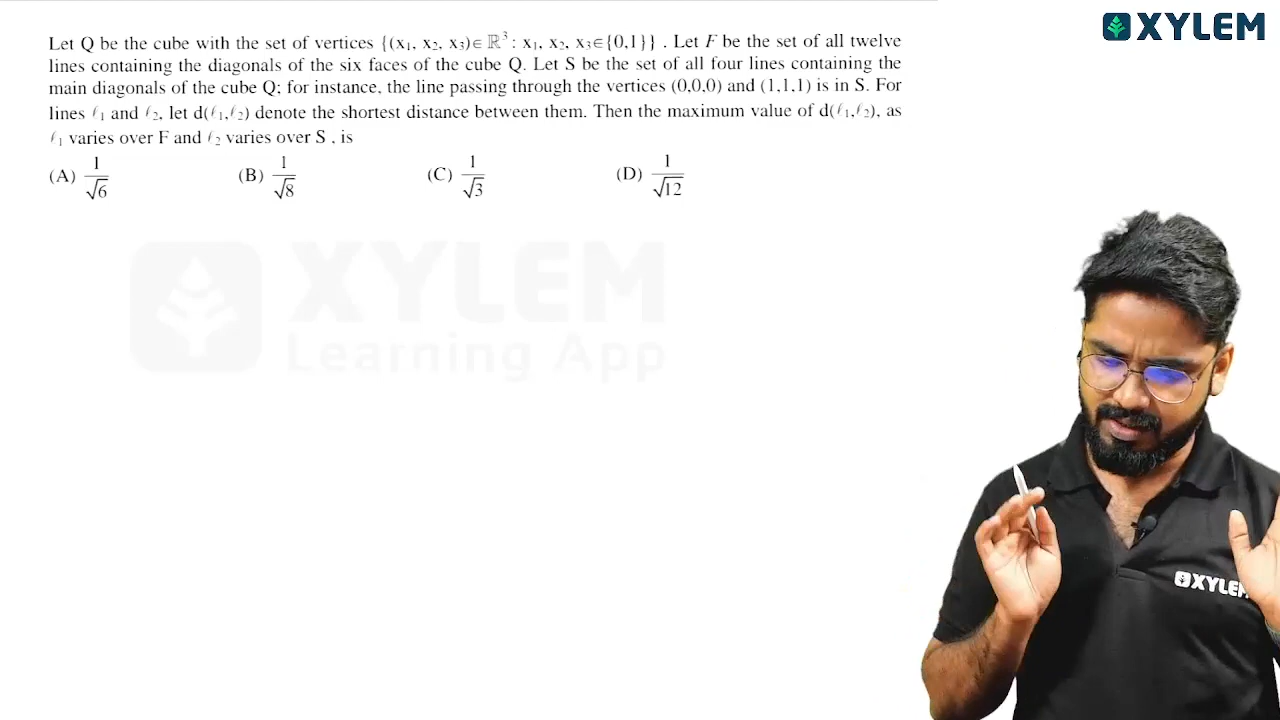 XYLEM
Let Q be the cube with the set of vertices {(x₁, x₂, x₃)∈ ℝ³ : x₁, x₂, x₃∈{0,1}} . Let F be the set of all twelve
lines containing the diagonals of the six faces of the cube Q. Let S be the set of all four lines containing the
main diagonals of the cube Q; for instance, the line passing through the vertices (0,0,0) and (1,1,1) is in S. For
lines ℓ₁ and ℓ₂, let d(ℓ₁,ℓ₂) denote the shortest distance between them. Then the maximum value of d(ℓ₁,ℓ₂), as
ℓ₁ varies over F and ℓ₂ varies over S , is
(A) 1/√6 (B) 1/√8 (C) 1/√3 (D) 1/√12
XYLEM
Learning App
XYLEM